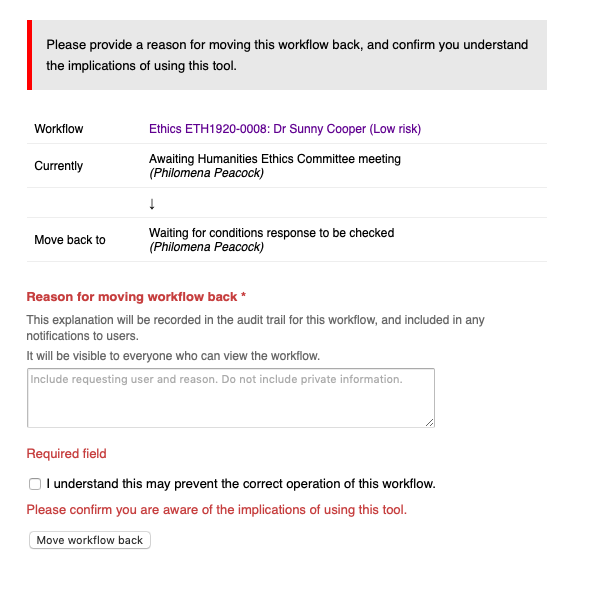 Please provide a reason for moving this workflow back, and confirm you understand
the implications of using this tool.
Workflow Ethics ETH1920-0008: Dr Sunny Cooper (Low risk)
Currently Awaiting Humanities Ethics Committee meeting
(Philomena Peacock)
↓
Move back to Waiting for conditions response to be checked
(Philomena Peacock)
Reason for moving workflow back *
This explanation will be recorded in the audit trail for this workflow, and included in any
notifications to users.
It will be visible to everyone who can view the workflow.
Include requesting user and reason. Do not include private information.
Required field
I understand this may prevent the correct operation of this workflow.
Please confirm you are aware of the implications of using this tool.
Move workflow back